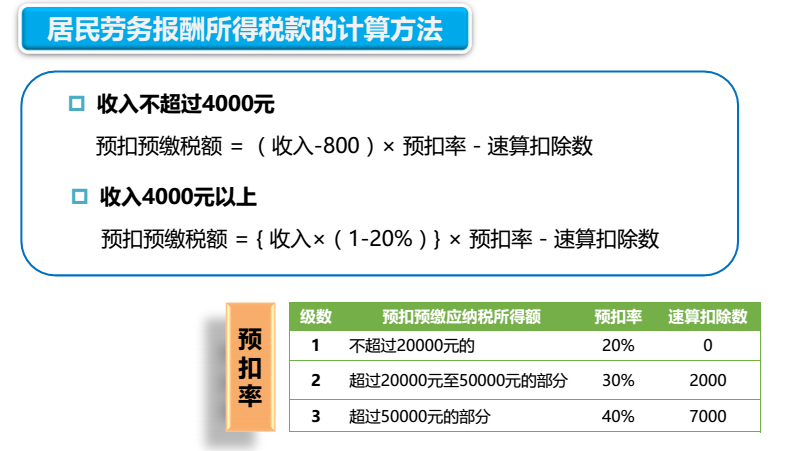 居民劳务报酬所得税款的计算方法
收入不超过4000元
预扣预缴税额 = （收入-800）× 预扣率 - 速算扣除数
收入4000元以上
预扣预缴税额 = { 收入×（1-20%）} × 预扣率 - 速算扣除数
预扣率
级数 预扣预缴应纳税所得额 预扣率 速算扣除数
1 不超过20000元的 20% 0
2 超过20000元至50000元的部分 30% 2000
3 超过50000元的部分 40% 7000